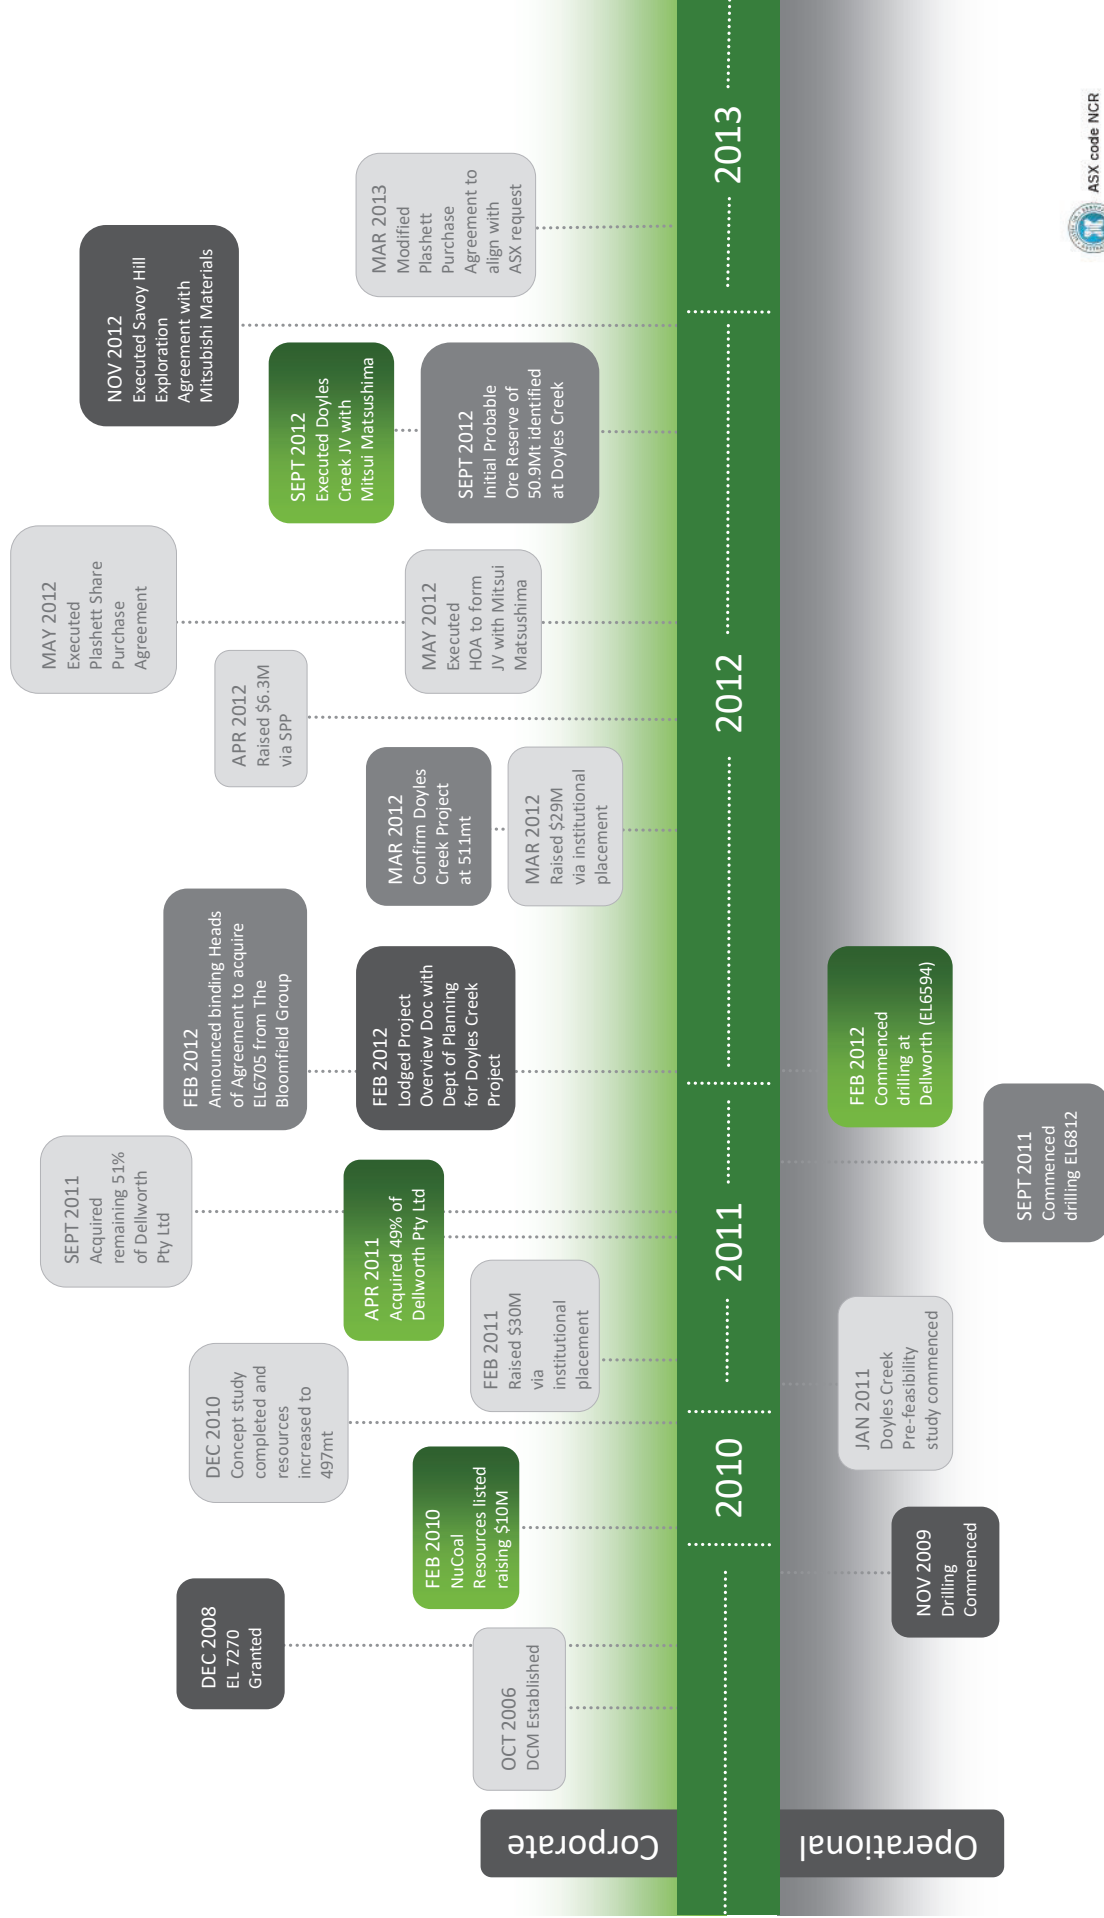 Corporate
Operational
OCT 2006
DCM Established
DEC 2008
EL 7270
Granted
NOV 2009
Drilling
Commenced
2010
FEB 2010
NuCoal
Resources listed
raising $10M
DEC 2010
Concept study
completed and
resources
increased to
497mt
2011
JAN 2011
Doyles Creek
Pre-feasibility
study commenced
FEB 2011
Raised $30M
via
institutional
placement
APR 2011
Acquired 49% of
Dellworth Pty Ltd
SEPT 2011
Acquired
remaining 51%
of Dellworth
Pty Ltd
SEPT 2011
Commenced
drilling EL6812
2012
FEB 2012
Announced binding Heads
of Agreement to acquire
EL6705 from The
Bloomfield Group
FEB 2012
Lodged Project
Overview Doc with
Dept of Planning
for Doyles Creek
Project
FEB 2012
Commenced
drilling at
Dellworth (EL6594)
MAR 2012
Confirm Doyles
Creek Project
at 511mt
MAR 2012
Raised $29M
via institutional
placement
APR 2012
Raised $6.3M
via SPP
MAY 2012
Executed
Plashett Share
Purchase
Agreement
MAY 2012
Executed
HOA to form
JV with Mitsui
Matsushima
SEPT 2012
Executed Doyles
Creek JV with
Mitsui Matsushima
SEPT 2012
Initial Probable
Ore Reserve of
50.9Mt identified
at Doyles Creek
NOV 2012
Executed Savoy Hill
Exploration
Agreement with
Mitsubishi Materials
2013
MAR 2013
Modified
Plashett
Purchase
Agreement to
align with
ASX request
ASX code NCR